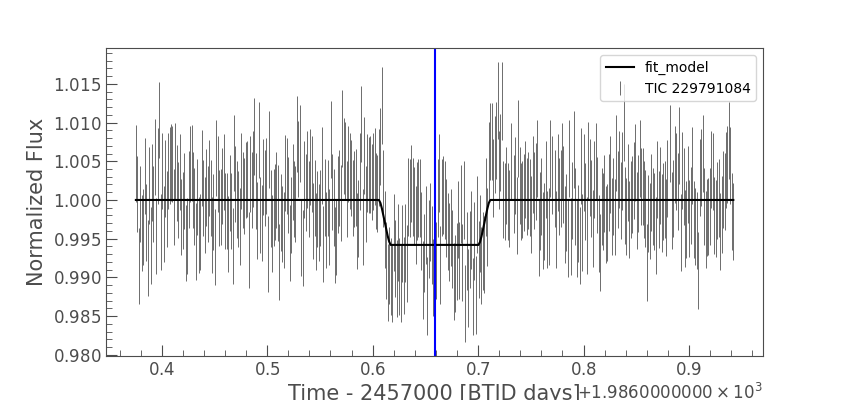 fit_model
TIC 229791084
1.015
1.010
1.005
1.000
0.995
0.990
0.985
0.980
Normalized Flux
0.4 0.5 0.6 0.7 0.8 0.9
Time - 2457000 [BTJD days]
+1.9860000000 × 10³